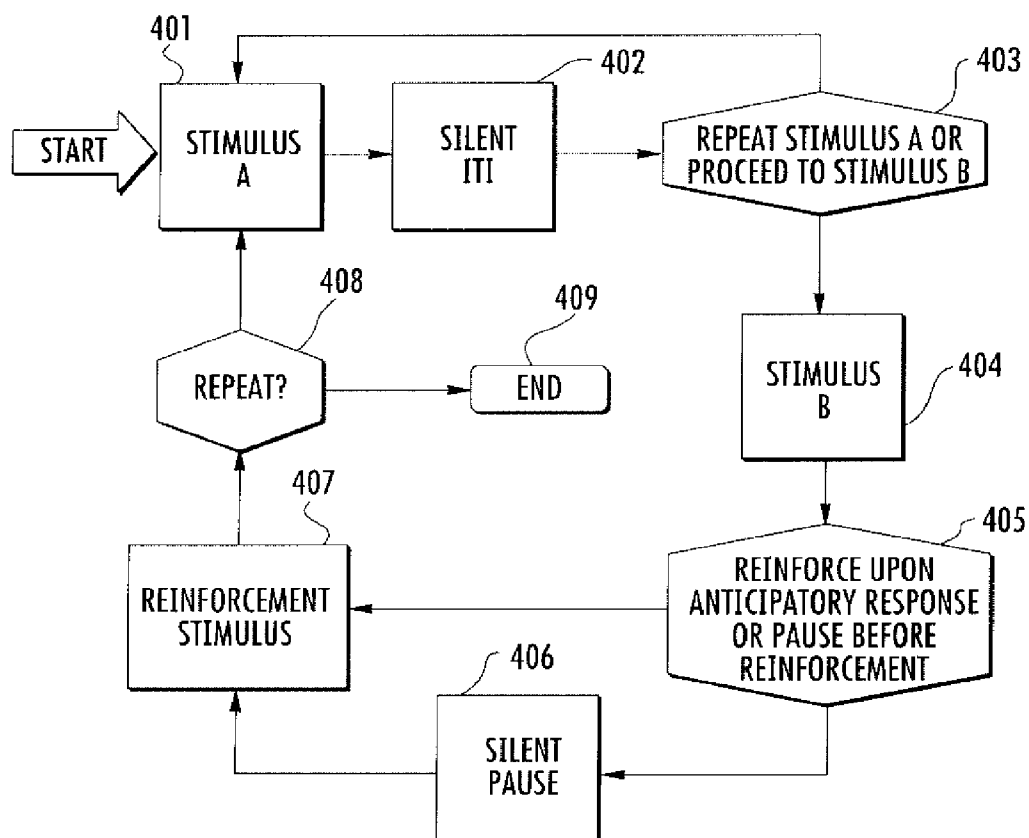 401
402
403
START
STIMULUS
A
SILENT
ITI
REPEAT STIMULUS A OR
PROCEED TO STIMULUS B
408
REPEAT?
409
END
STIMULUS
B
404
407
REINFORCEMENT
STIMULUS
405
REINFORCE UPON
ANTICIPATORY RESPONSE
OR PAUSE BEFORE
REINFORCEMENT
406
SILENT
PAUSE